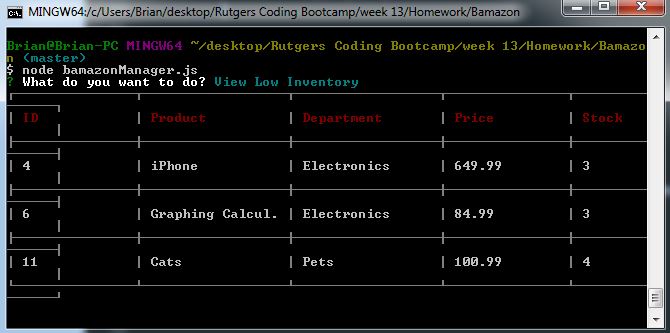 MINGW64:/c/Users/Brian/desktop/Rutgers Coding Bootcamp/week 13/Homework/Bamazon
Brian@Brian-PC MINGW64 ~/desktop/Rutgers Coding Bootcamp/week 13/Homework/Bamazo
n (master)
$ node bamazonManager.js
? What do you want to do? View Low Inventory
ID Product Department Price Stock
4 iPhone Electronics 649.99 3
6 Graphing Calcul. Electronics 84.99 3
11 Cats Pets 100.99 4